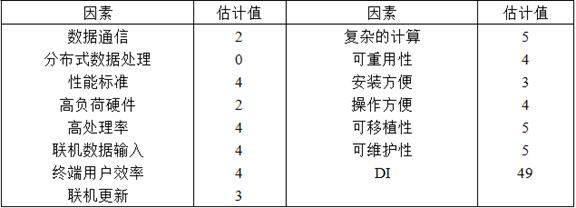 因素 估计值 因素 估计值
数据通信 2 复杂的计算 5
分布式数据处理 0 可重用性 4
性能标准 4 安装方便 3
高负荷硬件 2 操作方便 4
高处理率 4 可移植性 5
联机数据输入 4 可维护性 5
终端用户效率 4 DI 49
联机更新 3